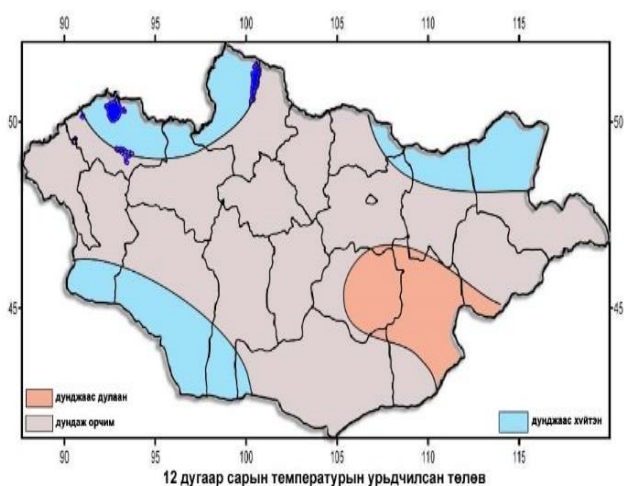 90 95 100 105 110 115
50 50
45 45
дунджаас дулаан
дундаж орчим
дунджаас хүйтэн
90 95 100 105 110 115
12 дугаар сарын температурын урьдчилсан төлөв